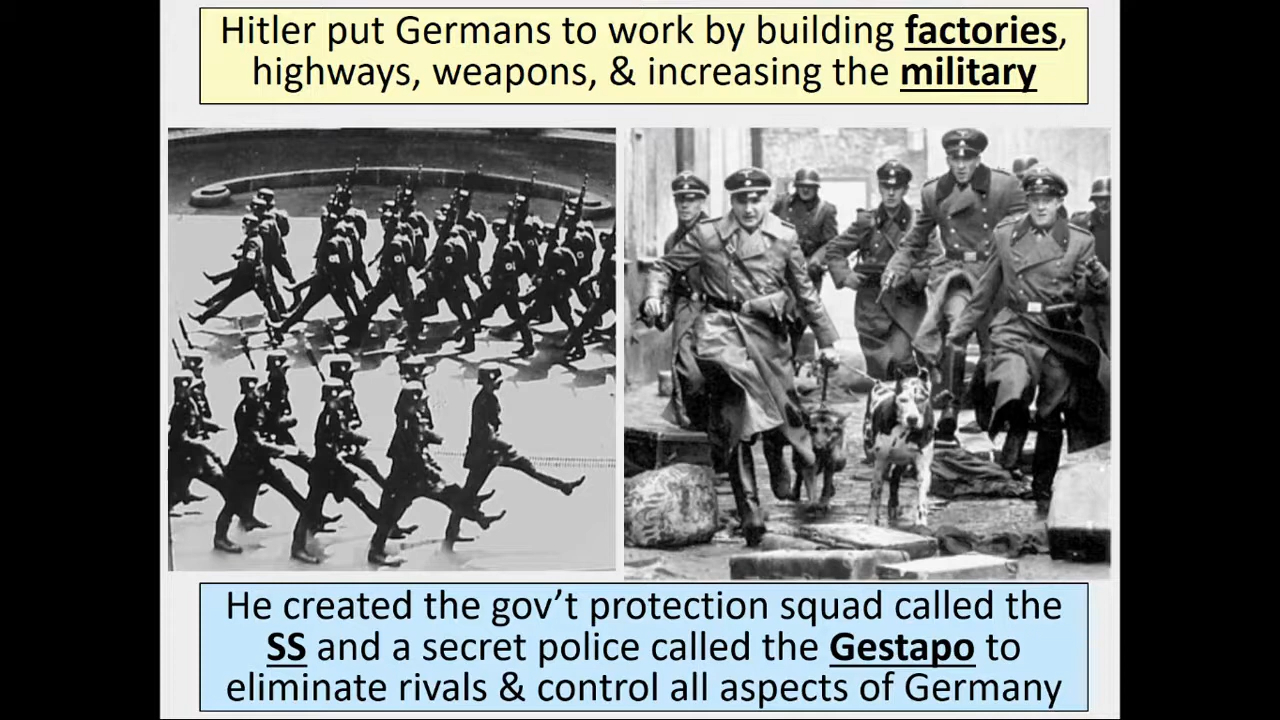 Hitler put Germans to work by building factories,
highways, weapons, & increasing the military
He created the gov’t protection squad called the
SS and a secret police called the Gestapo to
eliminate rivals & control all aspects of Germany